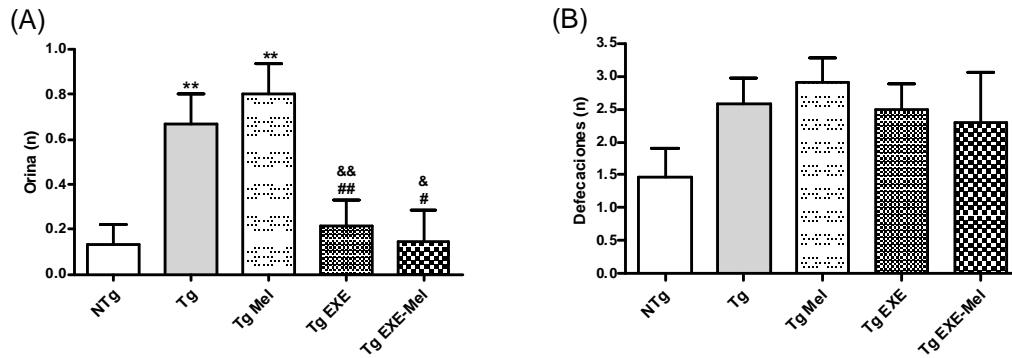 (A)
Orina (n)
1.0
0.8
0.6
0.4
0.2
0.0
**
**
&&
##
&
#
NTg
Tg
Tg Mel
Tg EXE
Tg EXE-Mel
(B)
Defecaciones (n)
3.5
3.0
2.5
2.0
1.5
1.0
0.5
0.0
NTg
Tg
Tg Mel
Tg EXE
Tg EXE-Mel